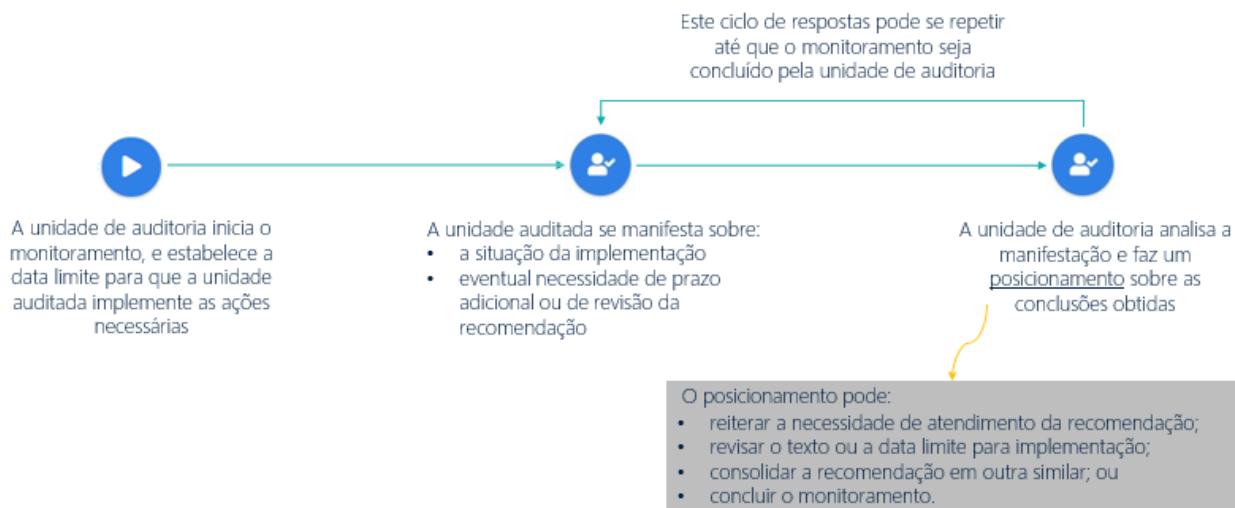 Este ciclo de respostas pode se repetir
até que o monitoramento seja
concluído pela unidade de auditoria
A unidade de auditoria inicia o
monitoramento, e estabelece a
data limite para que a unidade
auditada implemente as ações
necessárias
A unidade auditada se manifesta sobre:
• a situação da implementação
• eventual necessidade de prazo
adicional ou de revisão da
recomendação
A unidade de auditoria analisa a
manifestação e faz um
posicionamento sobre as
conclusões obtidas
O posicionamento pode:
• reiterar a necessidade de atendimento da recomendação;
• revisar o texto ou a data limite para implementação;
• consolidar a recomendação em outra similar; ou
• concluir o monitoramento.